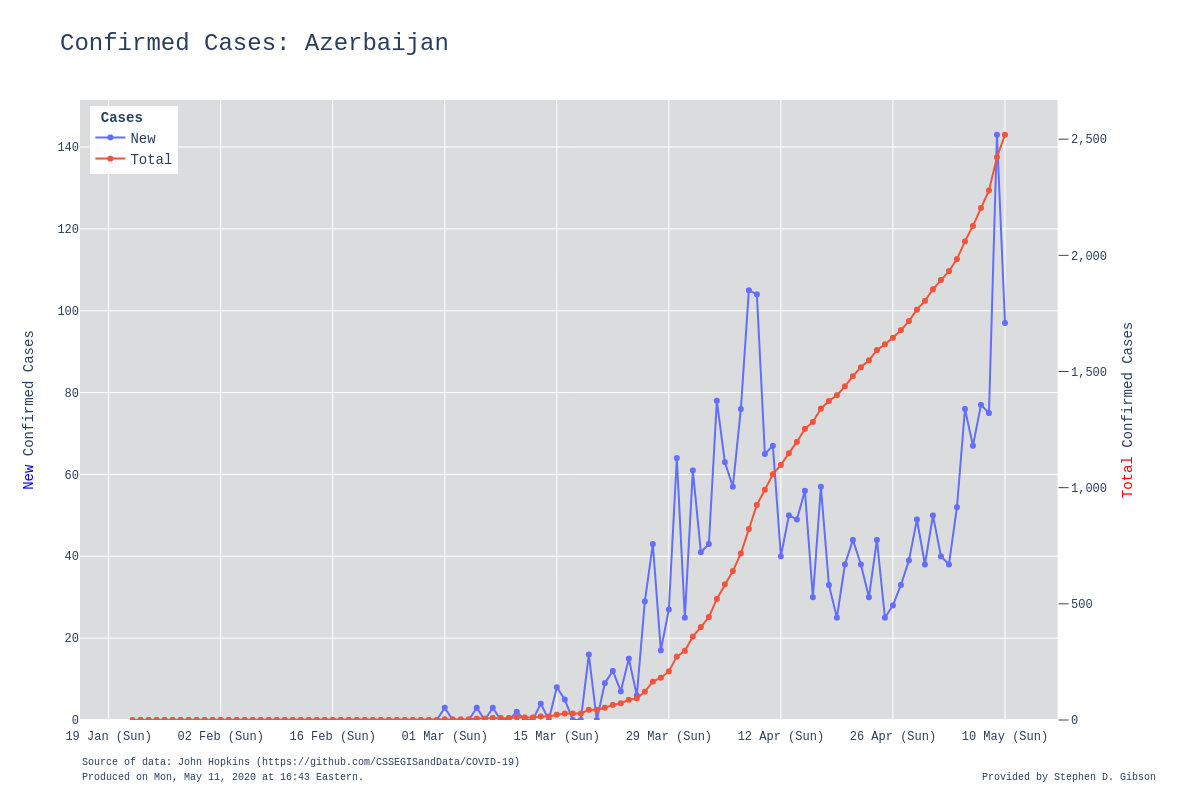 Confirmed Cases: Azerbaijan
Cases
New
Total
140
120
100
80
60
40
20
0
2,500
2,000
1,500
1,000
500
0
New Confirmed Cases
Total Confirmed Cases
19 Jan (Sun) 02 Feb (Sun) 16 Feb (Sun) 01 Mar (Sun) 15 Mar (Sun) 29 Mar (Sun) 12 Apr (Sun) 26 Apr (Sun) 10 May (Sun)
Source of data: John Hopkins (https://github.com/CSSEGISandData/COVID-19)
Produced on Mon, May 11, 2020 at 16:43 Eastern.
Provided by Stephen D. Gibson